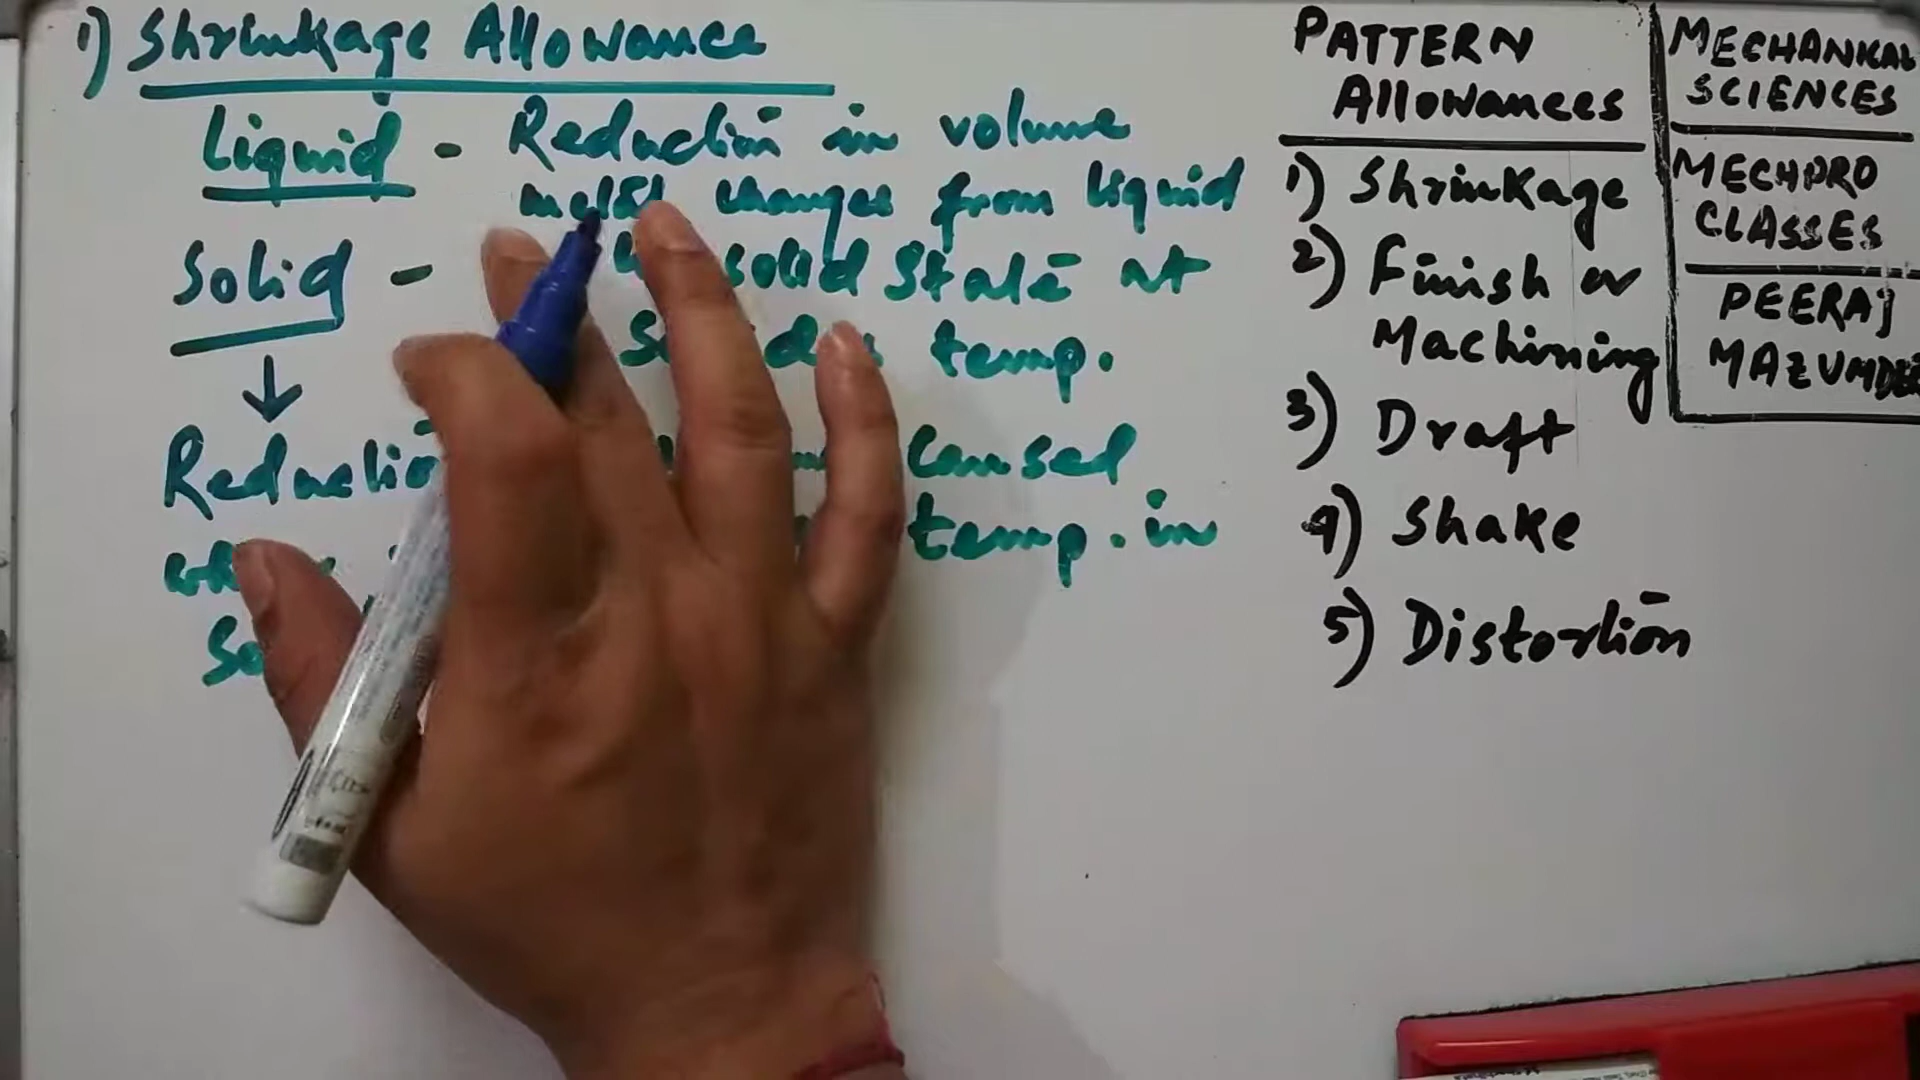 1) Shrinkage Allowance
Liquid - Reduction in volume
changes from liquid
Solid - solid State at
temp.
Reduction caused
temp. in
PATTERN
Allowances
1) Shrinkage
2) Finish or
Machining
3) Draft
4) Shake
5) Distortion
MECHANICAL
SCIENCES
MECHPRO
CLASSES
PEERAJ
MAZUMDER